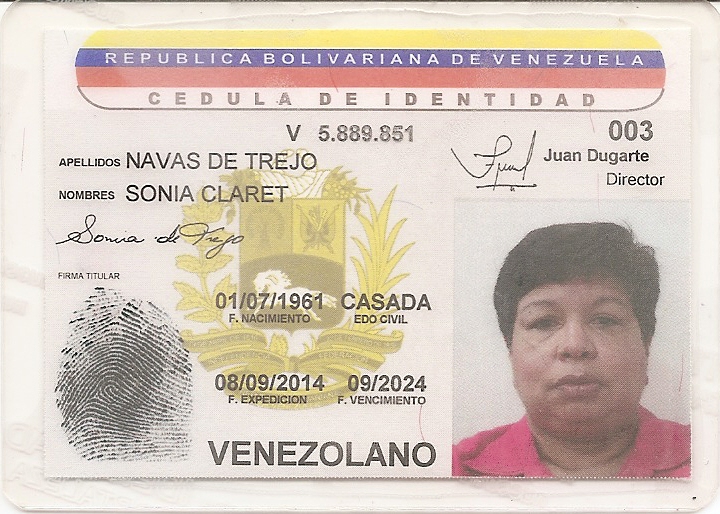 REPUBLICA BOLIVARIANA DE VENEZUELA
CEDULA DE IDENTIDAD
V 5.889.851
003
APELLIDOS NAVAS DE TREJO
Juan Dugarte
Director
NOMBRES SONIA CLARET
Sonia de Trejo
FIRMA TITULAR
01/07/1961 CASADA
F. NACIMIENTO EDO CIVIL
08/09/2014 09/2024
F. EXPEDICION F. VENCIMIENTO
VENEZOLANO